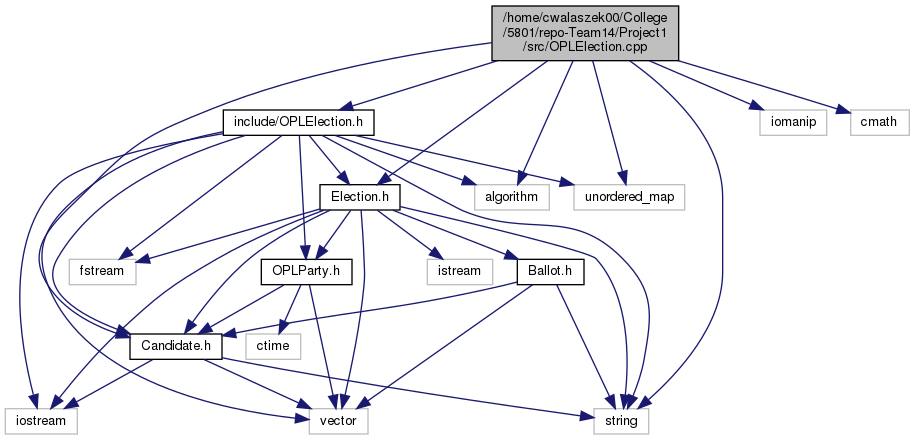 /home/cwalaszek00/College
/5801/repo-Team14/Project1
/src/OPLElection.cpp
include/OPLElection.h
iomanip
cmath
Election.h
algorithm
unordered_map
fstream
OPLParty.h
istream
Ballot.h
Candidate.h
ctime
iostream
vector
string